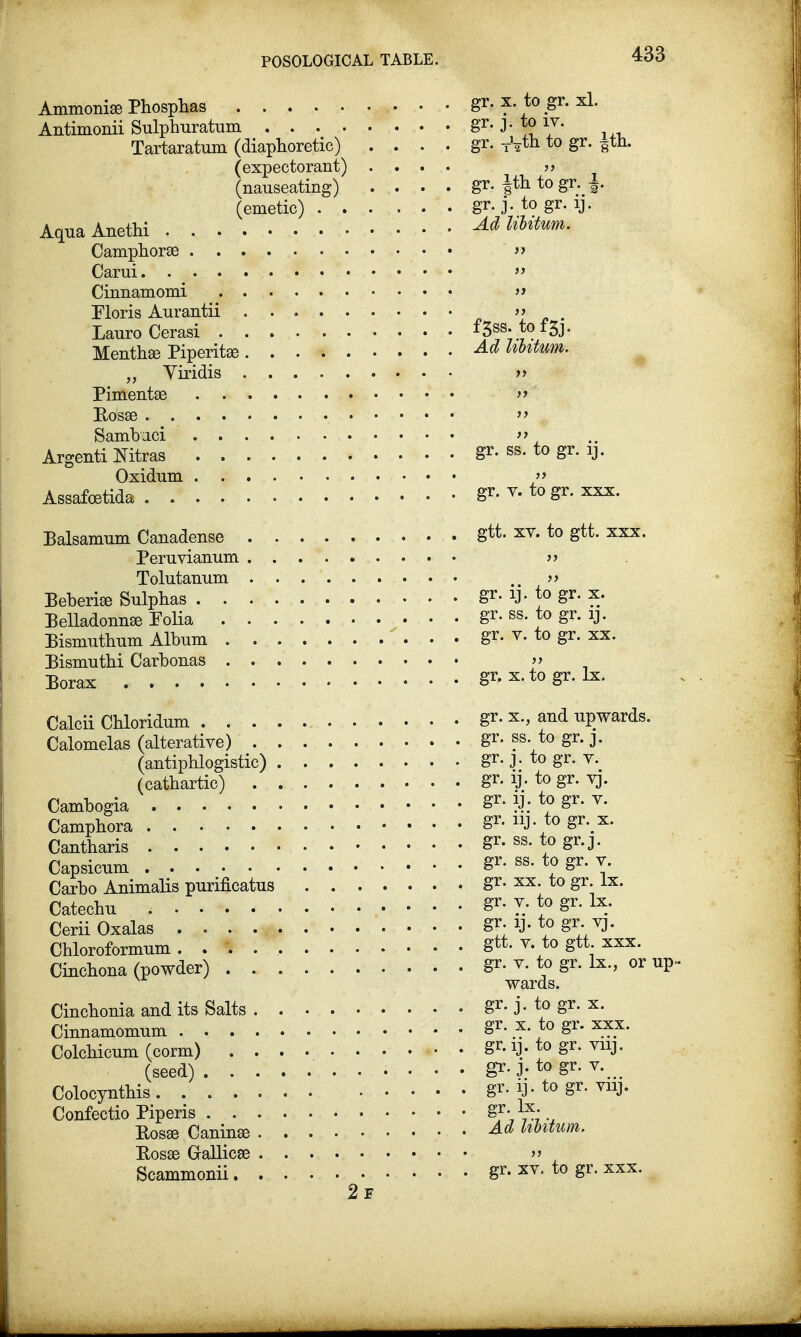 POSOLOGICAL TABLE. 433
Ammoniæ Phosphas . . . . . . . . . gr. x. to gr. xl.
Antimonii Sulphuratum . . . . . . . . gr. j. to iv.
Tartaratum (diaphoretic) . . . . gr. 1/12th to gr. 1/8th.
(expectorant) . . . . „
(nauseating) . . . . gr. 1/8th to gr.
(emetic) . . . . . . gr. j. to gr. ij.
Aqua Anethi . . . . . . . . . . . . Ad libitum.
Camphoræ . . . . . . . . . . . „
Carui. . . . . . . . . . . . . „
Cinnamomi . . . . . . . . . . „
Floris Aurantii . . . . . . . . . „
Lauro Cerasi . . . . . . . . . . fʒss. to fʒj.
Menthæ Piperitæ . . . . . . . . . Ad libitum.
„ Viridis . . . . . . . . . „
Pimentæ . . . . . . . . . . . „
Rosæ . . . . . . . . . . . . . „
Sambuci . . . . . . . . . . . „
Argenti Nitras . . . . . . . . . . . gr. ss. to gr. ij.
Oxidum . . . . . . . . . . . „
Assafœtida . . . . . . . . . . . . . gr. v. to gr. xxx.
Balsamum Canadense . . . . . . . . . gtt. xv. to gtt. xxx.
Peruvianum . . . . . . . . . „
Tolutanum . . . . . . . . . „
Beberiæ Sulphas . . . . . . . . . . . gr. ij. to gr. x.
Belladonnæ Folia . . . . . . . . . . gr. ss. to gr. ij.
Bismuthum Album . . . . . . . . . . gr. v. to gr. xx.
Bismuthi Carbonas . . . . . . . . . . „
Borax . . . . . . . . . . . . . . gr. x. to gr. lx.
Calcii Chloridum . . . . . . . . . . . gr. x., and upwards.
Calomelas (alterative) . . . . . . . . . gr. ss. to gr. j.
(antiphlogistic) . . . . . . . . gr. j. to gr. v.
(cathartic) . . . . . . . . . gr. ij. to gr. vj.
Cambogia . . . . . . . . . . . . . gr. ij. to gr. v.
Camphora . . . . . . . . . . . . . gr. iij. to gr. x.
Cantharis . . . . . . . . . . . . . gr. ss. to gr. j.
Capsicum . . . . . . . . . . . . . gr. ss. to gr. v.
Carbo Animalis purificatus . . . . . . . gr. xx. to gr. lx.
Catechu . . . . . . . . . . . . . gr. v. to gr. lx.
Cerii Oxalas . . . . . . . . . . . . gr. ij. to gr. vj.
Chloroformum . . . . . . . . . . . . gtt. v. to gtt. xxx.
Cinchona (powder) . . . . . . . . . . gr. v. to gr. lx., or up-
wards.
Cinchonia and its Salts . . . . . . . . . gr. j. to gr. x.
Cinnamomum . . . . . . . . . . . . gr. x. to gr. xxx.
Colchicum (corm) . . . . . . . . . . gr. ij. to gr. viij.
(seed) . . . . . . . . . . . gr. j. to gr. v.
Colocynthis . . . . . . . . . . . . gr. ij. to gr. viij.
Confectio Piperis . . . . . . . . . . . gr. lx.
Rosæ Caninæ . . . . . . . . . Ad libitum.
Rosæ Gallicæ . . . . . . . . . „
Scammonii. . . . . . . . . . . gr. xv. to gr. xxx.
2 F